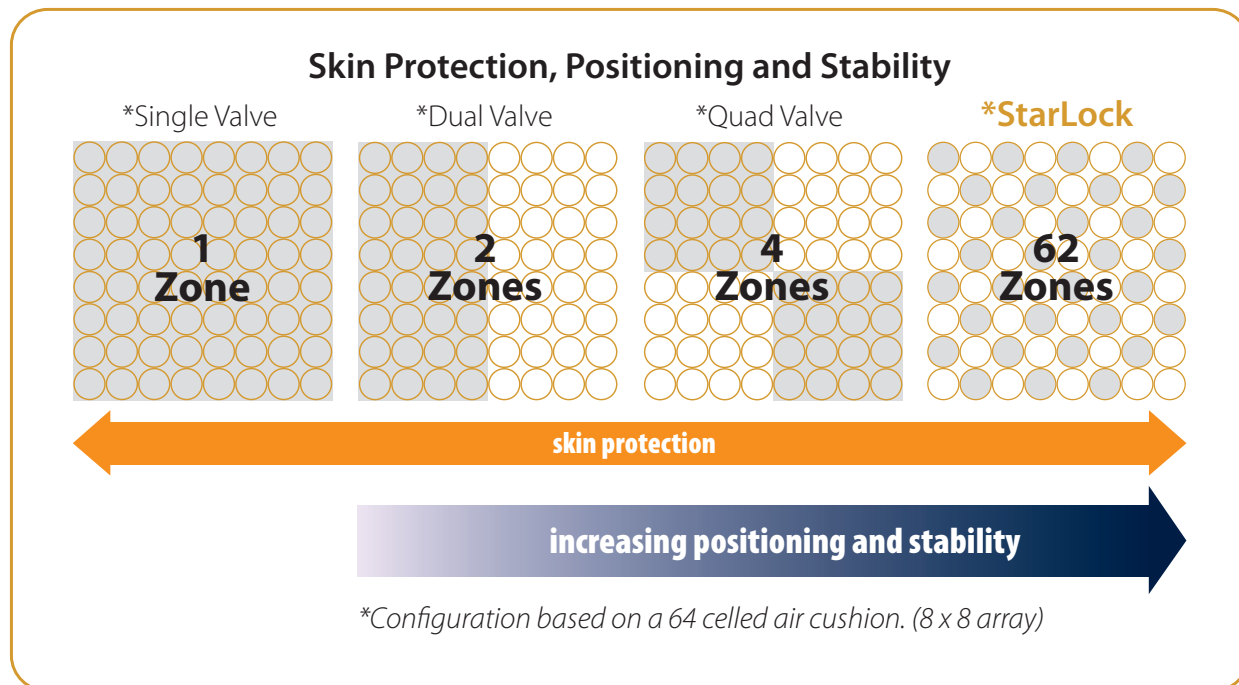 Skin Protection, Positioning and Stability
*Single Valve
*Dual Valve
*Quad Valve
*StarLock
1
Zone
2
Zones
4
Zones
62
Zones
skin protection
increasing positioning and stability
*Configuration based on a 64 celled air cushion. (8 x 8 array)